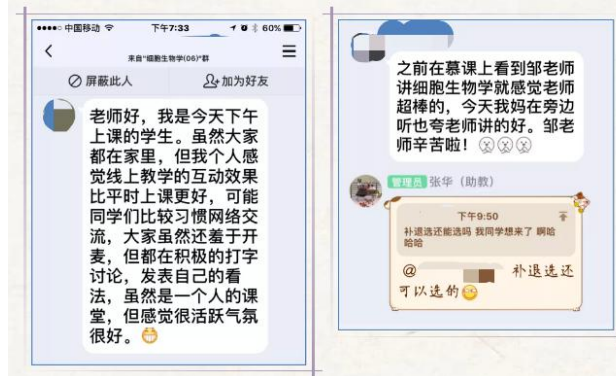 中国移动 下午7:33 60%
来自"细胞生物学(06)"群
屏蔽此人 加为好友
老师好，我是今天下午
上课的学生。虽然大家
都在家里，但我个人感
觉线上教学的互动效果
比平时上课更好，可能
同学们比较习惯网络交
流，大家虽然还羞于开
麦，但都在积极的打字
讨论，发表自己的看
法，虽然是一个人的课
堂，但感觉很活跃气氛
很好。
之前在慕课上看到邹老师
讲细胞生物学就感觉老师
超棒的，今天我妈在旁边
听也夸老师讲的好。邹老
师辛苦啦！
管理员 张华（助教）
下午9:50
补退选还能选吗 我同学想来了 啊哈
哈哈
@ 补退选还
可以选的